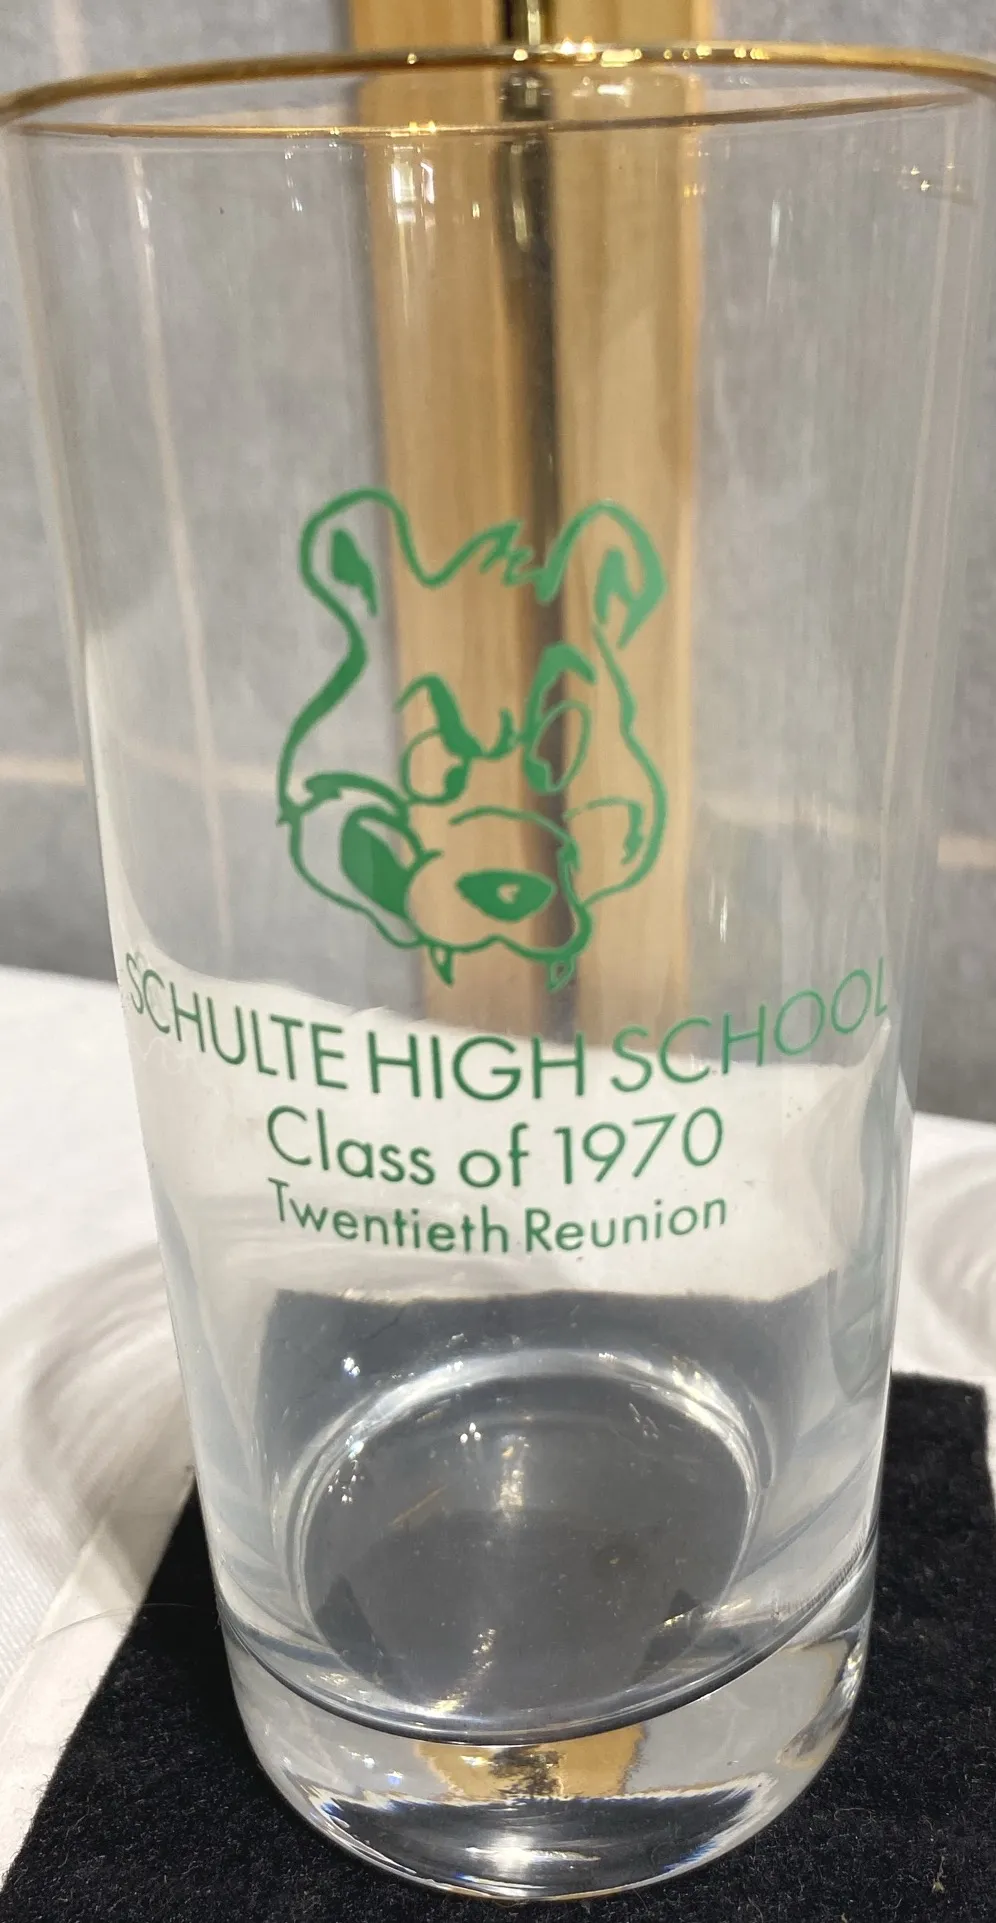 SCHULTE HIGH SCHOOL
Class of 1970
Twentieth Reunion